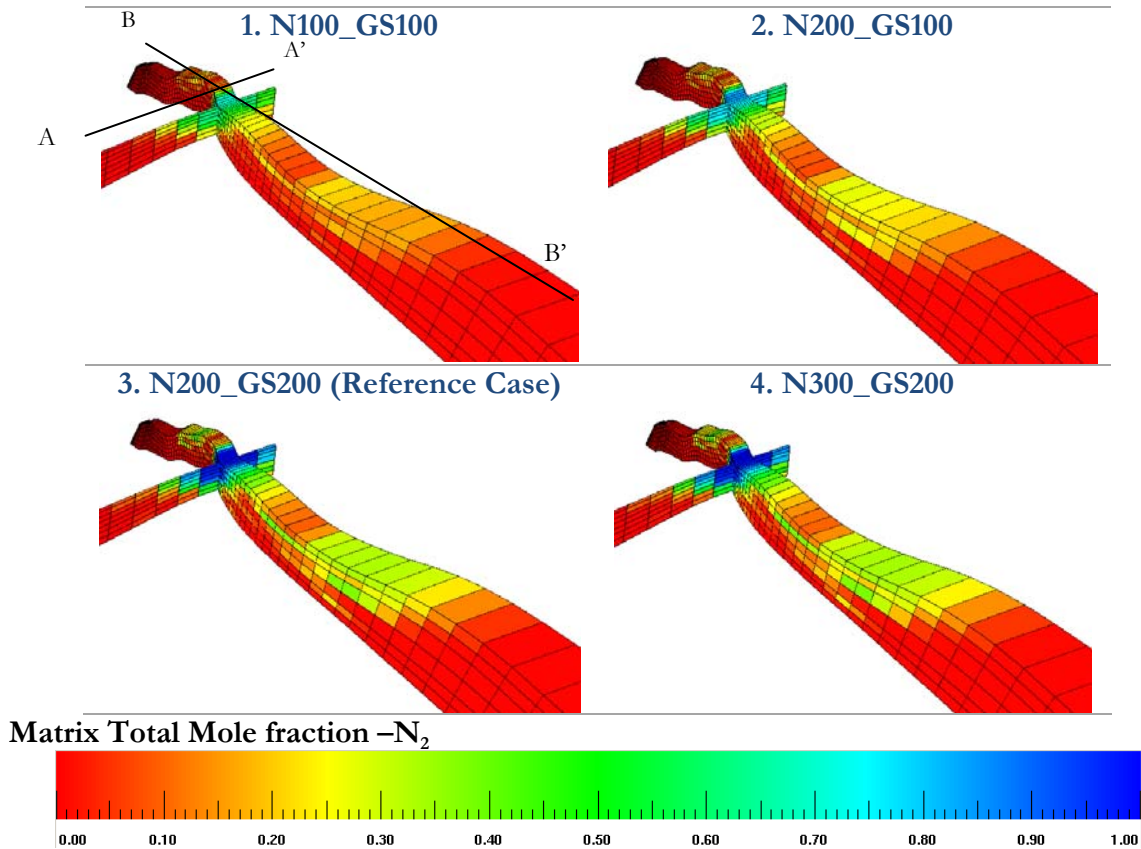 1. N100_GS100
2. N200_GS100
B
A’
A
B’
3. N200_GS200 (Reference Case)
4. N300_GS200
Matrix Total Mole fraction –N₂
0.00 0.10 0.20 0.30 0.40 0.50 0.60 0.70 0.80 0.90 1.00